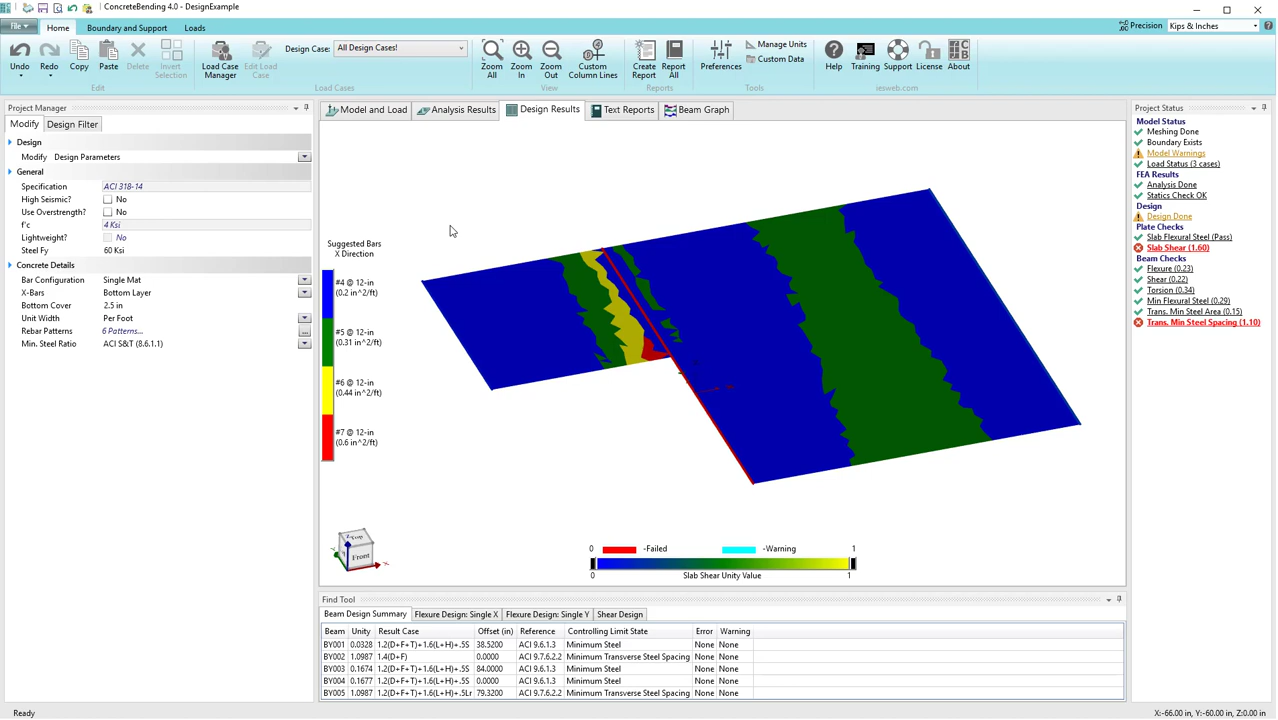 ConcreteBending 4.0 - DesignExample
File Home Boundary and Support Loads Precision Kips & Inches
Undo Redo Copy Paste Delete Invert Selection
Load Case Manager Edit Load Case Design Case: All Design Cases!
Zoom All Zoom In Zoom Out Custom Column Lines
Create Report Report All Preferences Manage Units
Custom Data
Help Training Support License About
Edit Load Cases View Reports Tools iesweb.com
Project Manager
Modify Design Filter
Design
Modify Design Parameters
General
Specification ACI 318-14
High Seismic? No
Use Overstrength? No
f'c 4 Ksi
Lightweight? No
Steel Fy 60 Ksi
Concrete Details
Bar Configuration Single Mat
X-Bars Bottom Layer
Bottom Cover 2.5 in
Unit Width Per Foot
Rebar Patterns 6 Patterns... ...
Min. Steel Ratio ACI S&T (8.6.1.1)
Model and Load Analysis Results Design Results Text Reports Beam Graph
Suggested Bars
X Direction
#4 @ 12-in
(0.2 in^2/ft)
#5 @ 12-in
(0.31 in^2/ft)
#6 @ 12-in
(0.44 in^2/ft)
#7 @ 12-in
(0.6 in^2/ft)
Front
0 -Failed -Warning 1
0 Slab Shear Unity Value 1
Find Tool
Beam Design Summary Flexure Design: Single X Flexure Design: Single Y Shear Design
Beam Unity Result Case Offset (in) Reference Controlling Limit State Error Warning
BY001 0.0328 1.2(D+F+T)+1.6(L+H)+.5S 38.5200 ACI 9.6.1.3 Minimum Steel None None
BY002 1.0987 1.4(D+F) 0.0000 ACI 9.7.6.2.2 Minimum Transverse Steel Spacing None None
BY003 0.1674 1.2(D+F+T)+1.6(L+H)+.5S 84.0000 ACI 9.6.1.3 Minimum Steel None None
BY004 0.1677 1.2(D+F+T)+1.6(L+H)+.5S 0.0000 ACI 9.6.1.3 Minimum Steel None None
BY005 1.0987 1.2(D+F+T)+1.6(L+H)+.5Lr 79.3200 ACI 9.7.6.2.2 Minimum Transverse Steel Spacing None None
Project Status
Model Status
Meshing Done
Boundary Exists
Model Warnings
Load Status (3 cases)
FEA Results
Analysis Done
Statics Check OK
Design
Design Done
Plate Checks
Slab Flexural Steel (Pass)
Slab Shear (1.60)
Beam Checks
Flexure (0.23)
Shear (0.22)
Torsion (0.34)
Min Flexural Steel (0.29)
Trans. Min Steel Area (0.15)
Trans. Min Steel Spacing (1.10)
Ready X:-66.00 in, Y:-60.00 in, Z:0.00 in